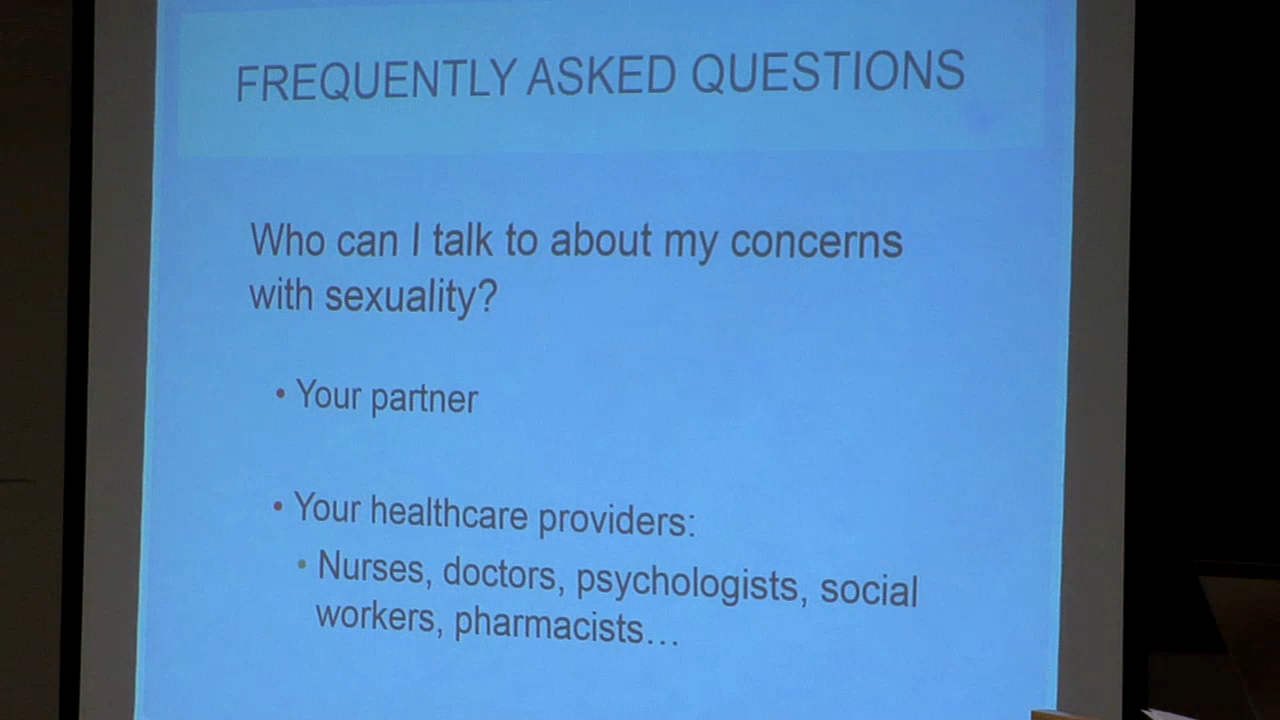 FREQUENTLY ASKED QUESTIONS
Who can I talk to about my concerns
with sexuality?
• Your partner
• Your healthcare providers:
• Nurses, doctors, psychologists, social
workers, pharmacists…